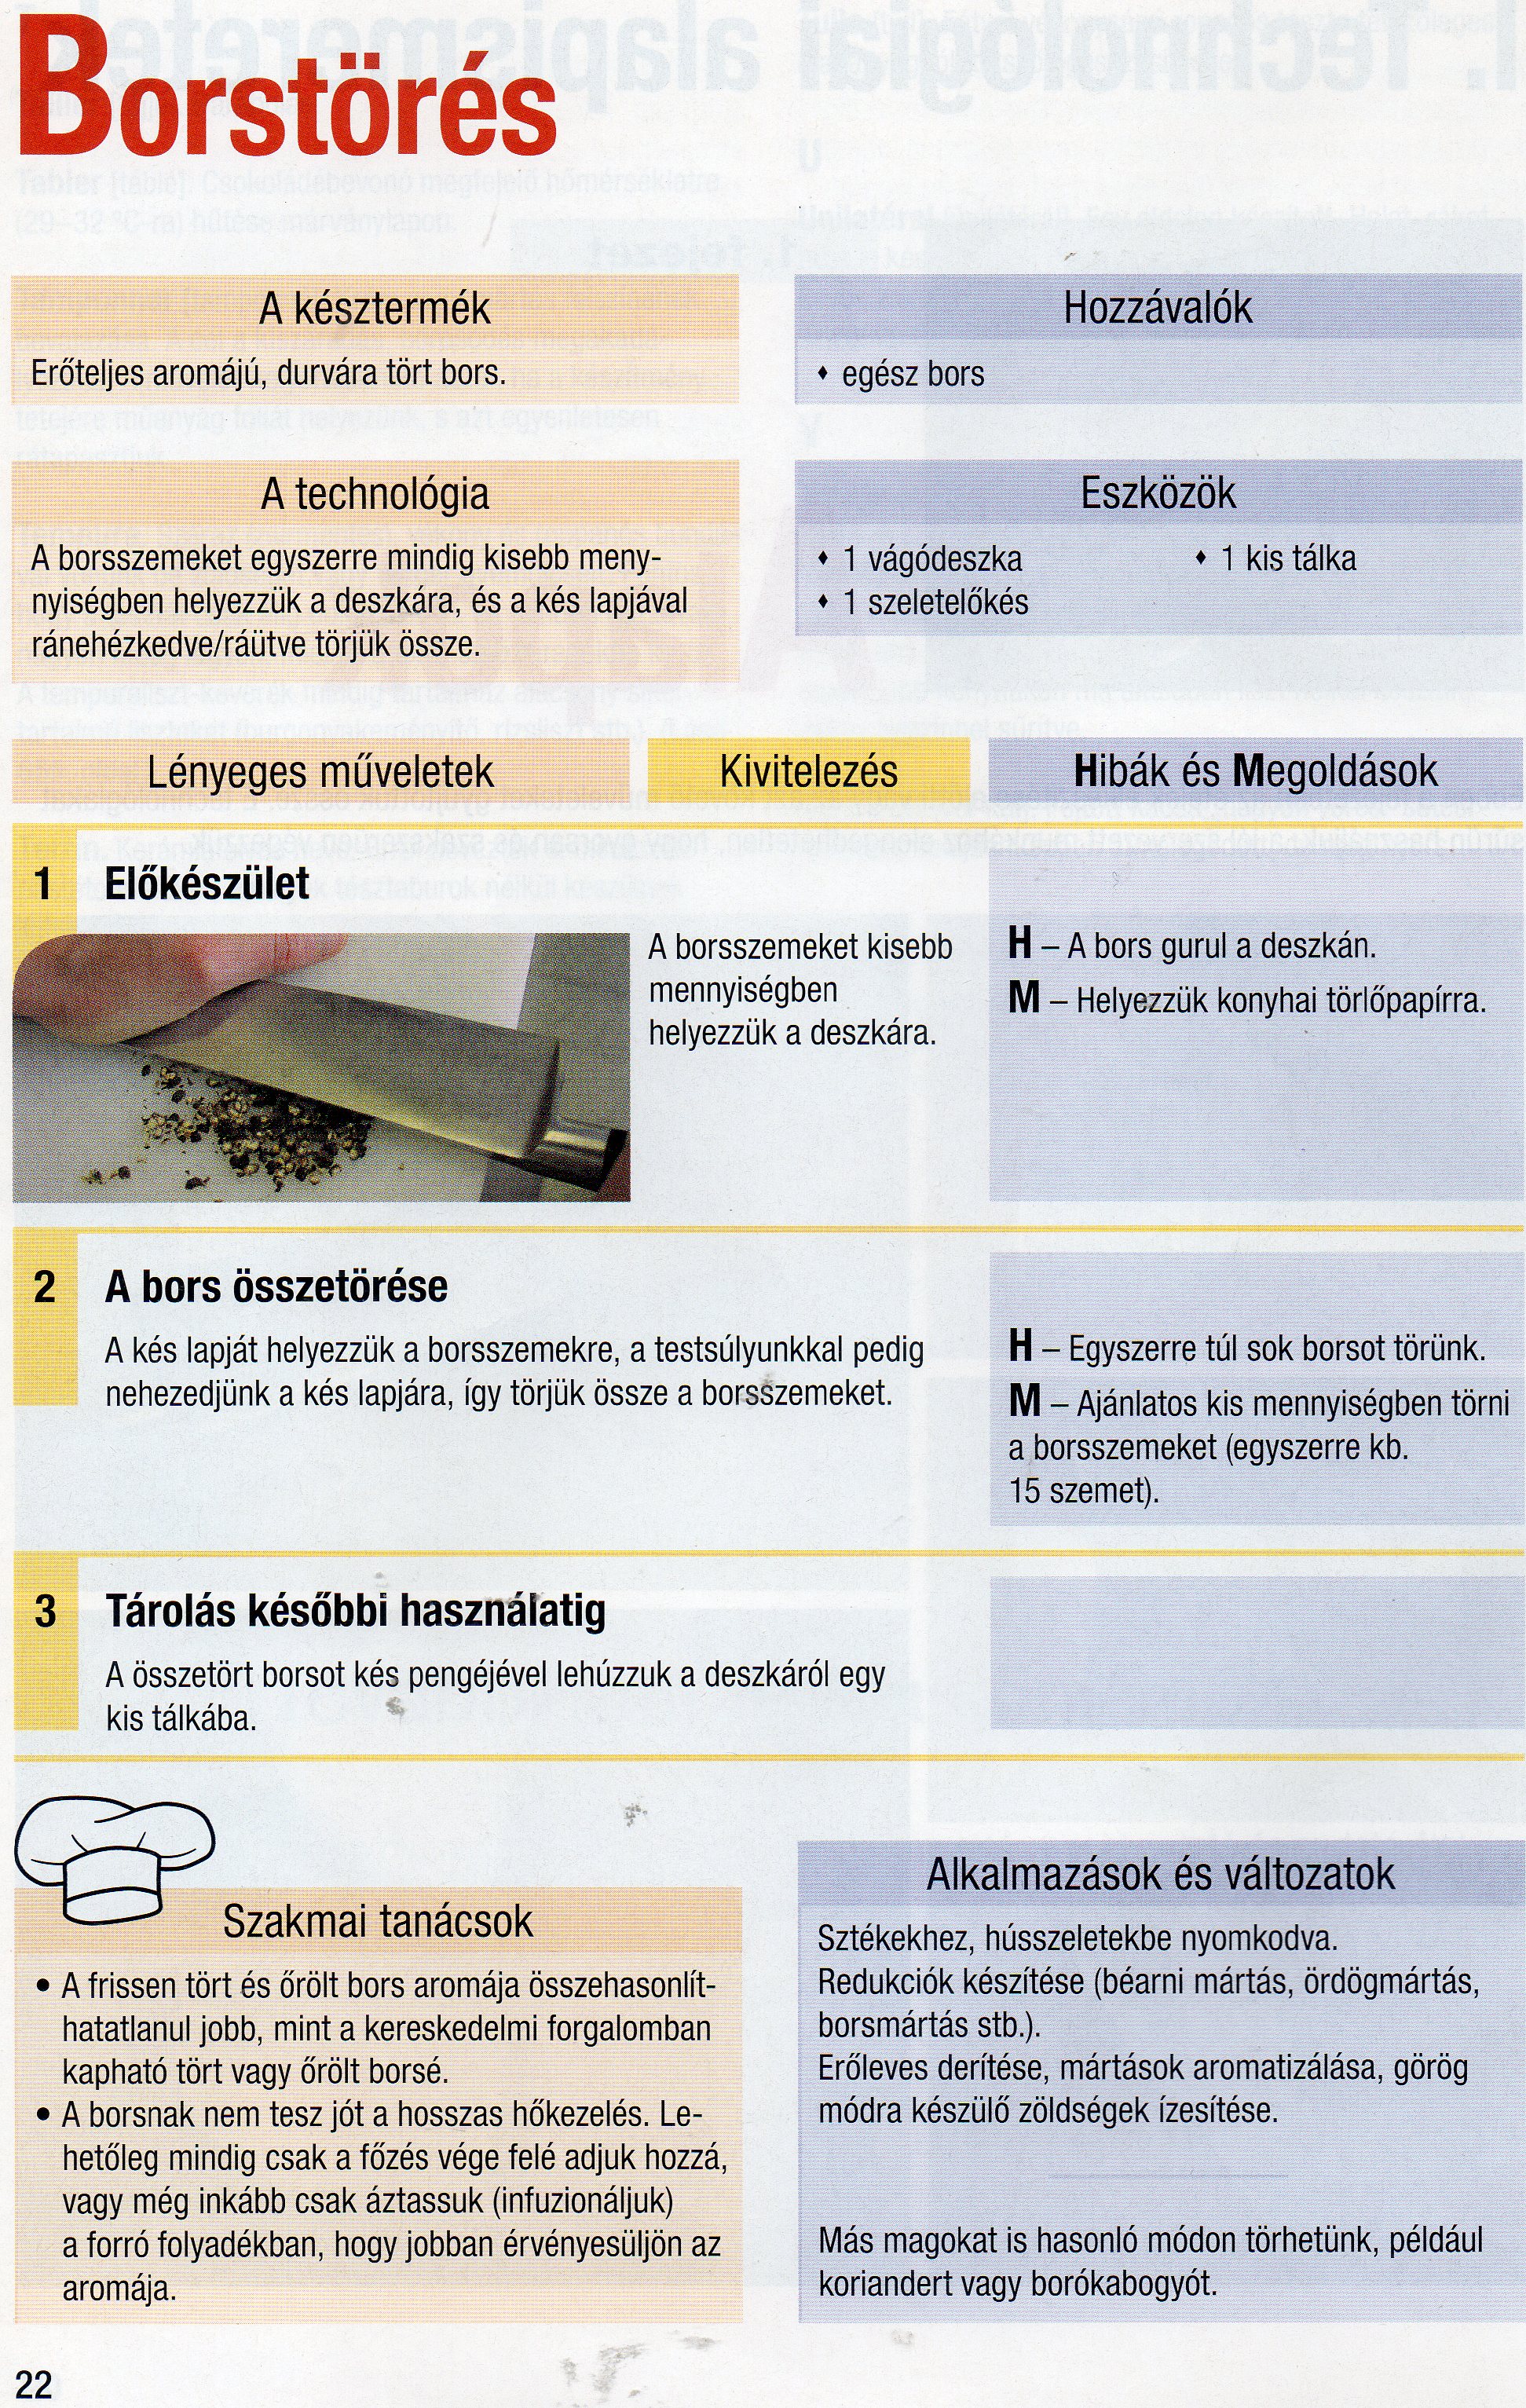 Borstörés
A késztermék
Erőteljes aromájú, durvára tört bors.
Hozzávalók
♦ egész bors
A technológia
A borsszemeket egyszerre mindig kisebb meny-
nyiségben helyezzük a deszkára, és a kés lapjával
ránehézkedve/ráütve törjük össze.
Eszközök
♦ 1 vágódeszka
♦ 1 szeletelőkés
♦ 1 kis tálka
Lényeges műveletek
Kivitelezés
Hibák és Megoldások
1 Előkészület
A borsszemeket kisebb
mennyiségben
helyezzük a deszkára.
H – A bors gurul a deszkán.
M – Helyezzük konyhai törlőpapírra.
2 A bors összetörése
A kés lapját helyezzük a borsszemekre, a testsúlyunkkal pedig
nehezedjünk a kés lapjára, így törjük össze a borsszemeket.
H – Egyszerre túl sok borsot törünk.
M – Ajánlatos kis mennyiségben törni
a borsszemeket (egyszerre kb.
15 szemet).
3 Tárolás későbbi használatig
A összetört borsot kés pengéjével lehúzzuk a deszkáról egy
kis tálkába.
Szakmai tanácsok
• A frissen tört és őrölt bors aromája összehasonlít-
hatatlanul jobb, mint a kereskedelmi forgalomban
kapható tört vagy őrölt borsé.
• A borsnak nem tesz jót a hosszas hőkezelés. Le-
hetőleg mindig csak a főzés vége felé adjuk hozzá,
vagy még inkább csak áztassuk (infuzionáljuk)
a forró folyadékban, hogy jobban érvényesüljön az
aromája.
Alkalmazások és változatok
Sztékekhez, hússzeletekbe nyomkodva.
Redukciók készítése (béarni mártás, ördögmártás,
borsmártás stb.).
Erőleves derítése, mártások aromatizálása, görög
módra készülő zöldségek ízesítése.
Más magokat is hasonló módon törhetünk, például
koriandert vagy borókabogyót.
22